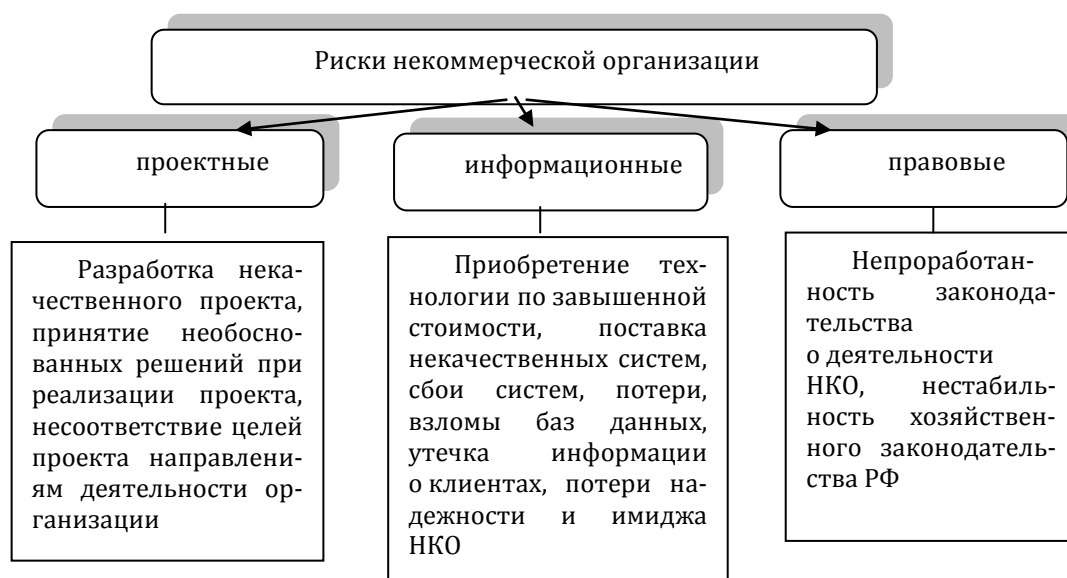 Риски некоммерческой организации
проектные
информационные
правовые
Разработка нека-
чественного проекта,
принятие необосно-
ванных решений при
реализации проекта,
несоответствие целей
проекта направлени-
ям деятельности ор-
ганизации
Приобретение тех-
нологии по завышенной
стоимости, поставка
некачественных систем,
сбои систем, потери,
взломы баз данных,
утечка информации
о клиентах, потери на-
дежности и имиджа
НКО
Непроработан-
ность законода-
тельства
о деятельности
НКО, нестабиль-
ность хозяйствен-
ного законодатель-
ства РФ